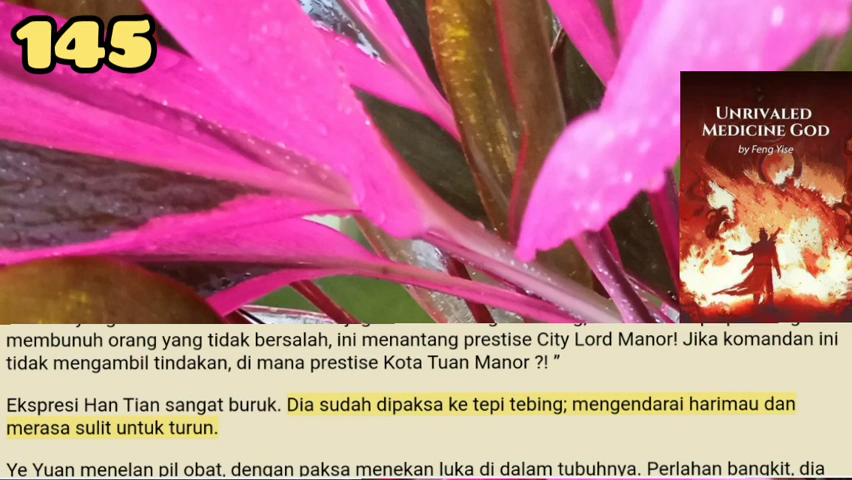 145
UNRIVALED
MEDICINE GOD
by Feng Yise
membunuh orang yang tidak bersalah, ini menantang prestise City Lord Manor! Jika komandan ini
tidak mengambil tindakan, di mana prestise Kota Tuan Manor ?! ”
Ekspresi Han Tian sangat buruk. Dia sudah dipaksa ke tepi tebing; mengendarai harimau dan
merasa sulit untuk turun.
Ye Yuan menelan pil obat, dengan paksa menekan luka di dalam tubuhnya. Perlahan bangkit, dia